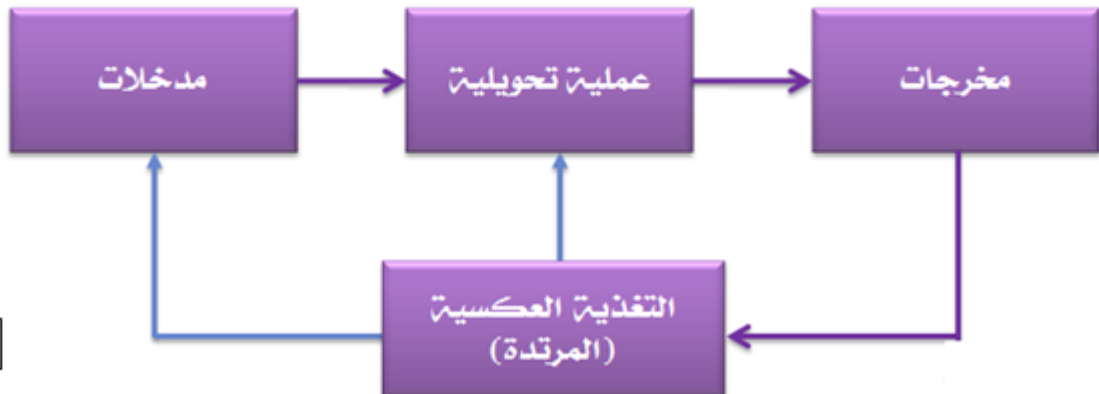 مدخلات
عملية تحويلية
مخرجات
التغذية العكسية
(المرتدة)